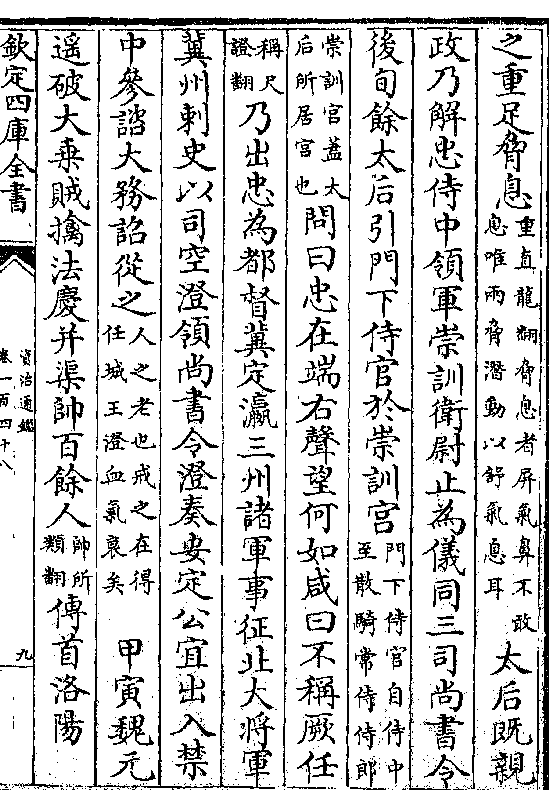 之重足脅息重直龍翻脅息者屏氣鼻不敢息唯兩脅潛動以舒氣息耳太后既親
政乃解忠侍中領軍崇訓衛尉止為儀同三司尚書令
後旬餘太后引門下侍官於崇訓宮門下侍官自侍中至散騎常侍侍郎
崇訓宮蓋太后所居宮也問曰忠在端右聲望何如咸曰不稱厥任
稱尺證翻乃出忠為都督冀定瀛三州諸軍事征北大將軍
冀州刺史以司空澄領尚書令澄奏安定公宜出入禁
中參諮大務詔從之人之老也戒之在得任城王澄血氣衰矣甲寅魏元
遥破大乘賊擒法慶并渠帥百餘人帥所類翻傳首洛陽
欽定四庫全書
資治通鑑
卷一百四十八
九